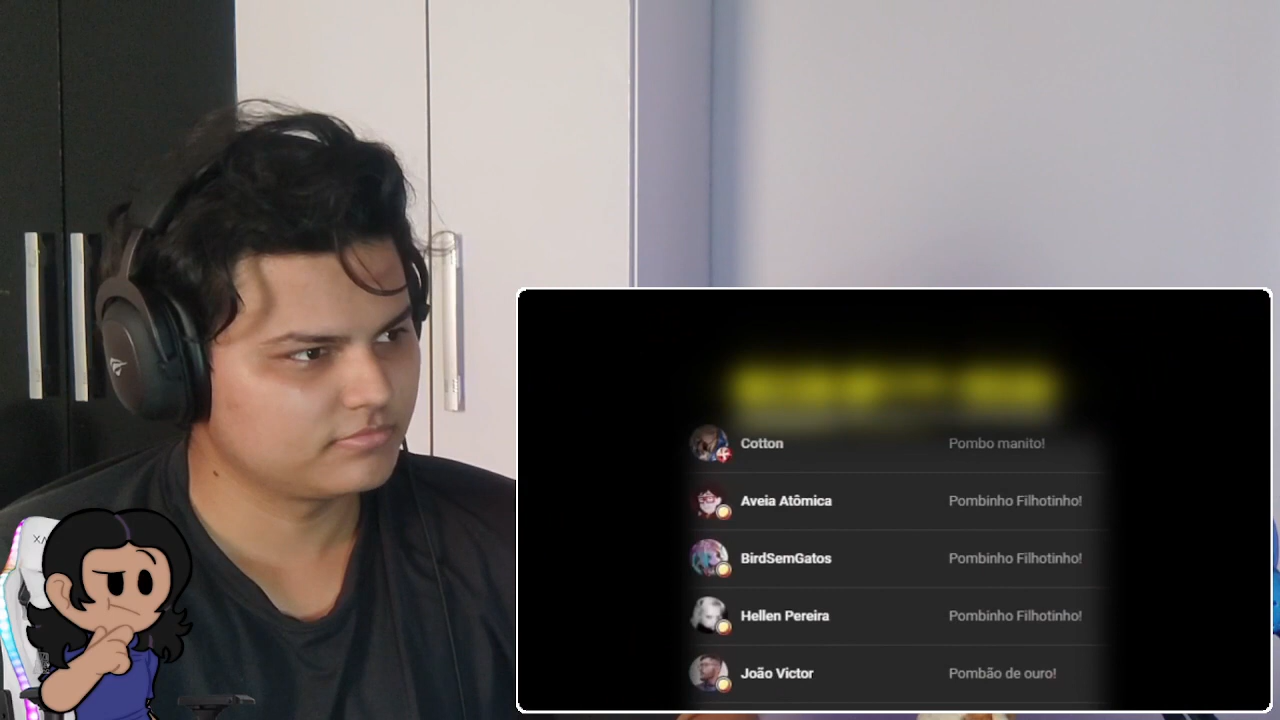 Cotton
Pombo manito!
Aveia Atômica
Pombinho Filhotinho!
BirdSemGatos
Pombinho Filhotinho!
Hellen Pereira
Pombinho Filhotinho!
João Victor
Pombão de ouro!